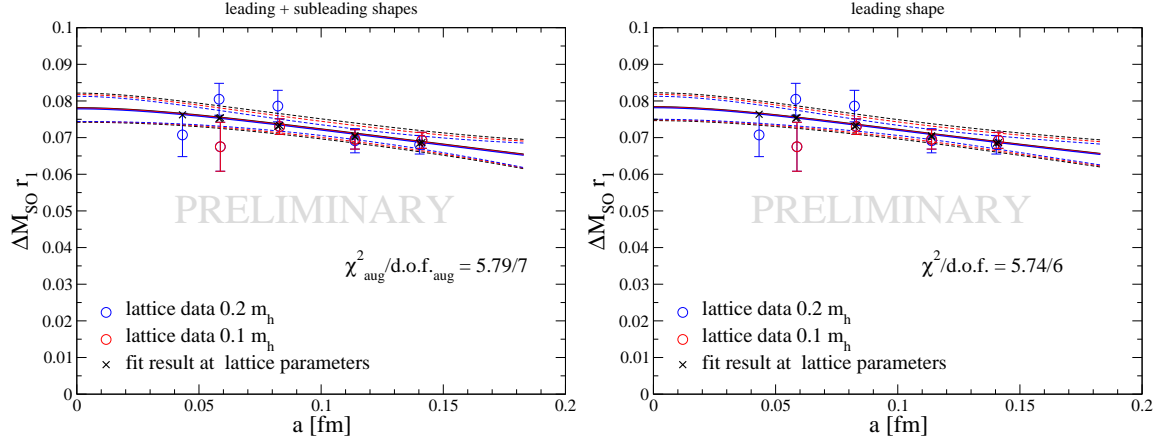 leading + subleading shapes
0.1
0.09
0.08
0.07
0.06
0.05
0.04
0.03
0.02
0.01
0
ΔM_SO r_1
PRELIMINARY
χ²_aug/d.o.f._aug = 5.79/7
lattice data 0.2 m_h
lattice data 0.1 m_h
fit result at lattice parameters
0 0.05 0.1 0.15 0.2
a [fm]
leading shape
0.1
0.09
0.08
0.07
0.06
0.05
0.04
0.03
0.02
0.01
0
ΔM_SO r_1
PRELIMINARY
χ²/d.o.f. = 5.74/6
lattice data 0.2 m_h
lattice data 0.1 m_h
fit result at lattice parameters
0 0.05 0.1 0.15 0.2
a [fm]